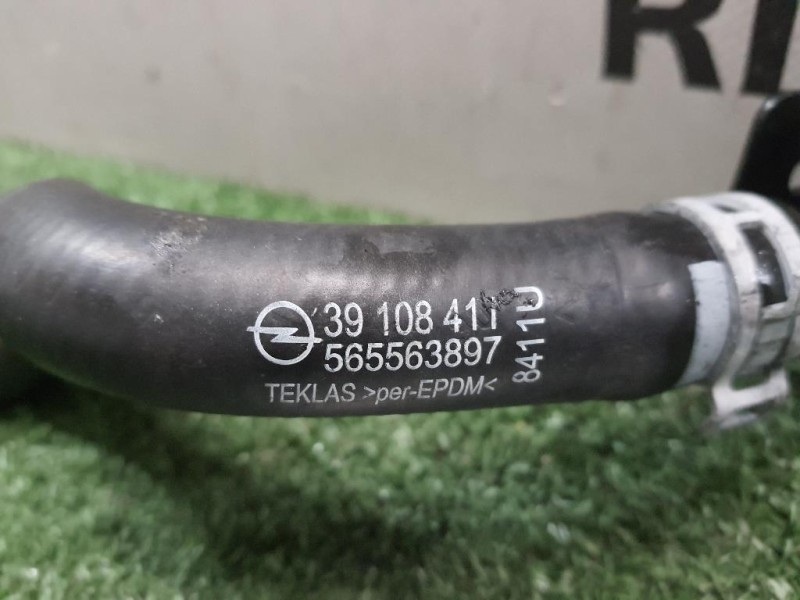 39 108 411
565563897
8411U
TEKLAS >per-EPDM<